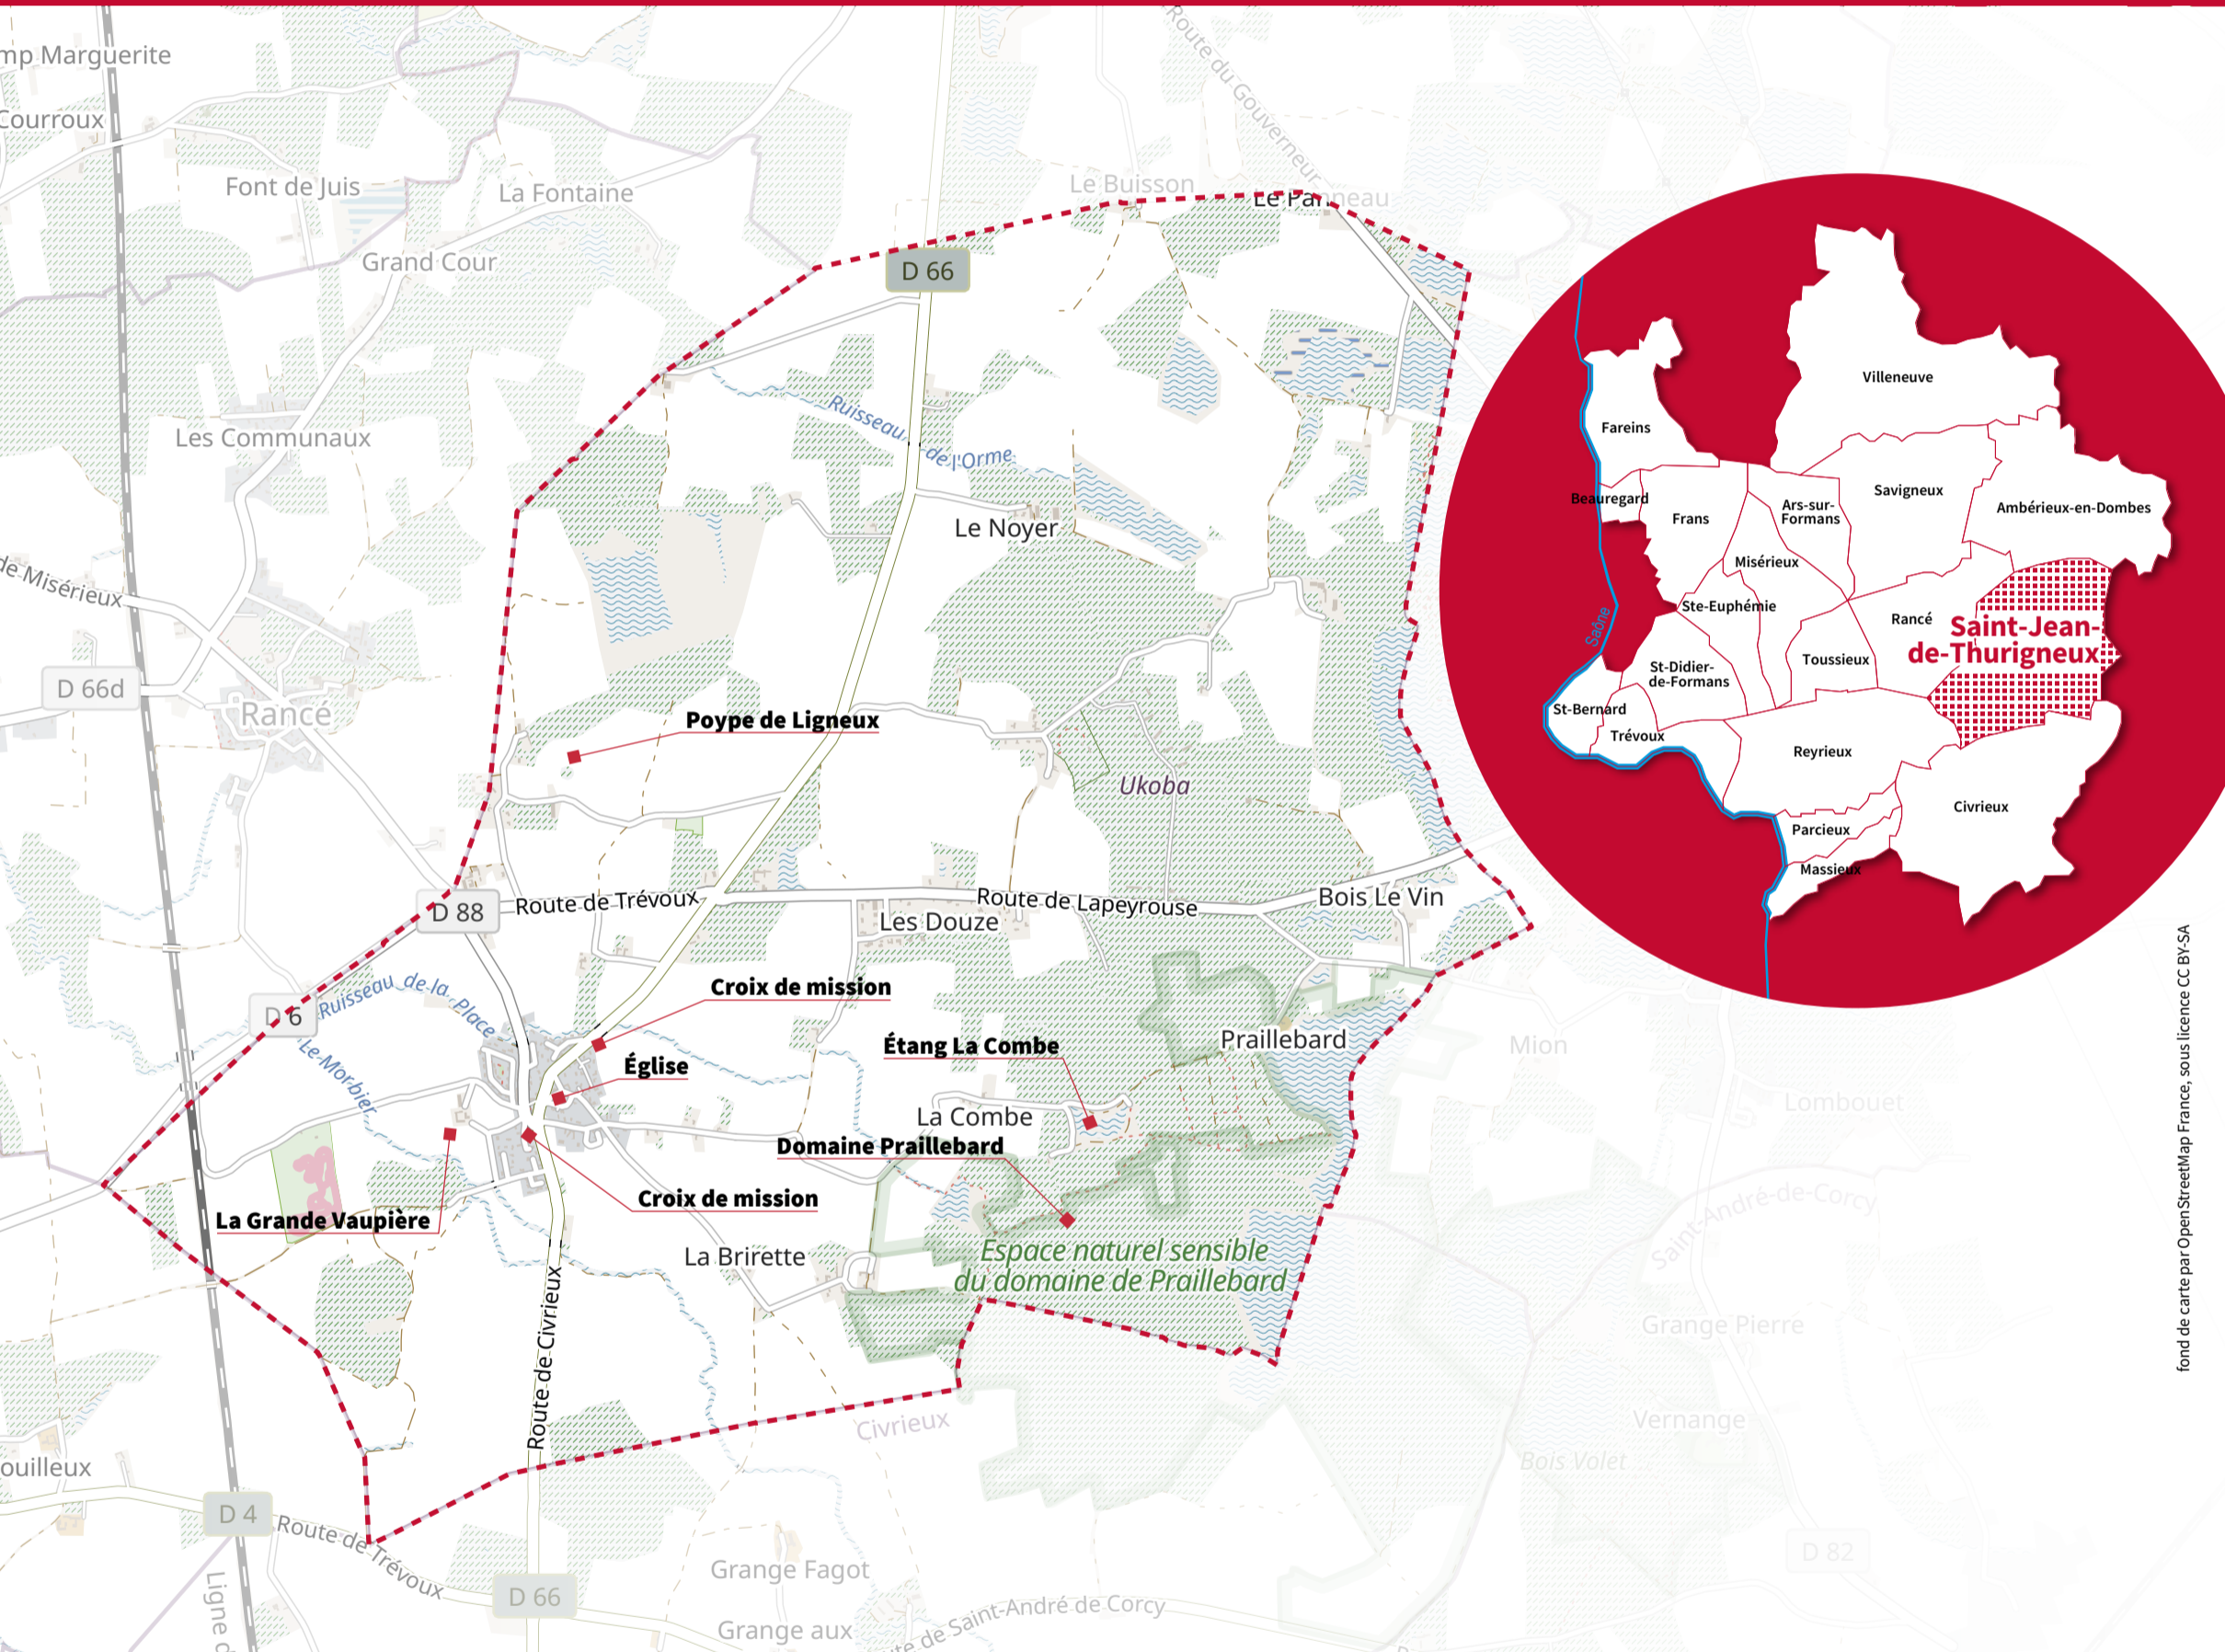 mp Marguerite
Courroux
Font de Juis
La Fontaine
Grand Cour
Route du Gouverneur
Le Buisson
Le Panneau
D 66
Les Communaux
Ruisseau de l'Orme
Le Noyer
de Misérieux
D 66d
Rancé
Poype de Ligneux
Ukoba
D 88
Route de Trévoux
Route de Lapeyrouse
Bois Le Vin
Les Douze
Ruisseau de la Place
D 6
Croix de mission
Le Morbier
Église
Étang La Combe
Praillebard
Mion
La Combe
Lombouet
Domaine Praillebard
Croix de mission
La Grande Vaupière
La Brirette
Espace naturel sensible
du domaine de Praillebard
Saint-André-de-Corcy
Route de Civrieux
Grange Pierre
Civrieux
Vernange
Bois Volet
ouilleux
D 4
Route de Trévoux
D 82
Ligne d
Grange Fagot
D 66
Grange aux
te de Saint-André de Corcy
Villeneuve
Fareins
Beauregard
Frans
Ars-sur-
Formans
Savigneux
Ambérieux-en-Dombes
Misérieux
Ste-Euphémie
Rancé
Saint-Jean-
de-Thurigneux
Saône
St-Didier-
de-Formans
Toussieux
St-Bernard
Trévoux
Reyrieux
Civrieux
Parcieux
Massieux
fond de carte par OpenStreetMap France, sous licence CC BY-SA